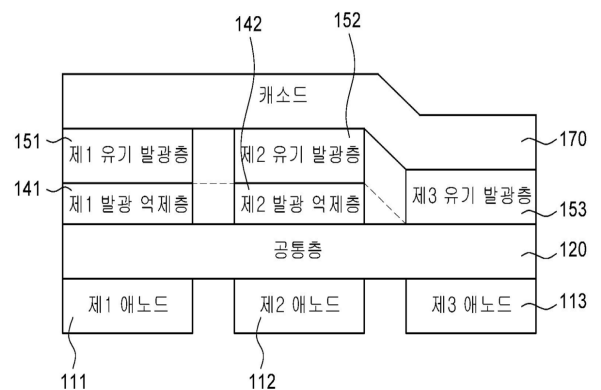 142
152
캐소드
151
제1 유기 발광층
제2 유기 발광층
170
141
제1 발광 억제층
제2 발광 억제층
제3 유기 발광층
153
공통층
120
제1 애노드
제2 애노드
제3 애노드
113
111
112